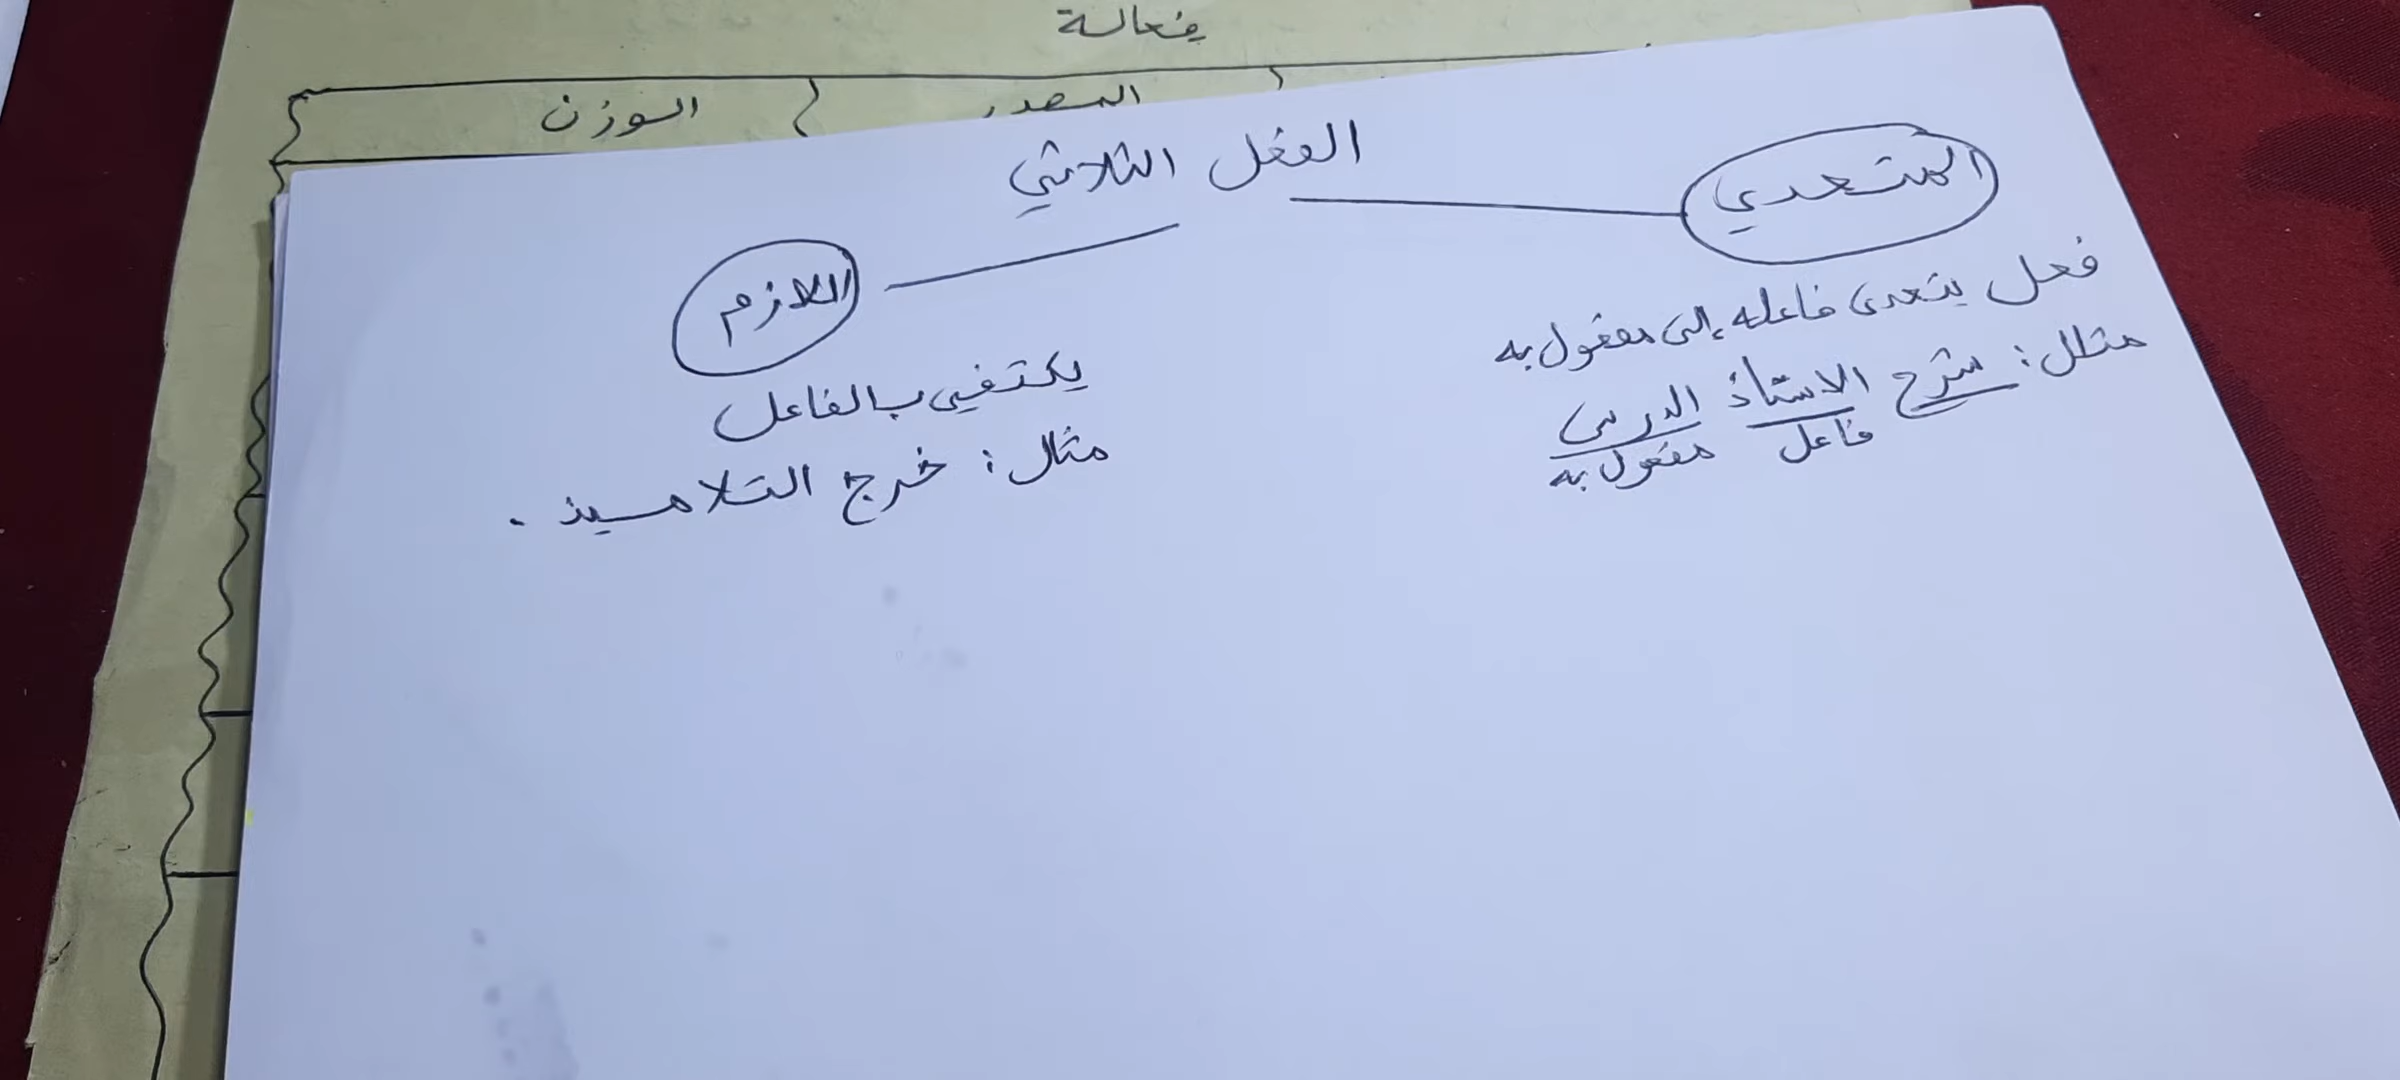 فعالة
المصدر
الوزن
الفعل الثلاثي
المتعدي
فعل يتعدى فاعله إلى مفعول به
مثال: شرح الاستاذ الدرس
فاعل مفعول به
اللازم
يكتفي بالفاعل
مثال: خرج التلاميذ .